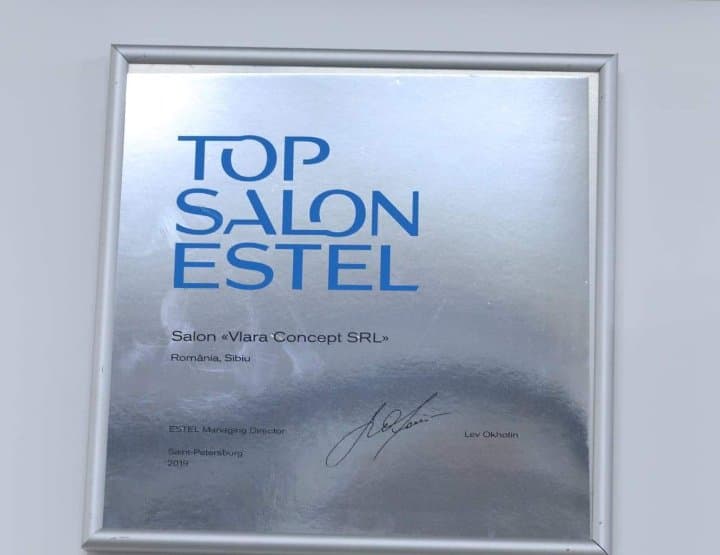 TOP
SALON
ESTEL
Salon «Vlara Concept SRL»
România, Sibiu
ESTEL Managing Director
Lev Okhotin
Saint-Petersburg
2019